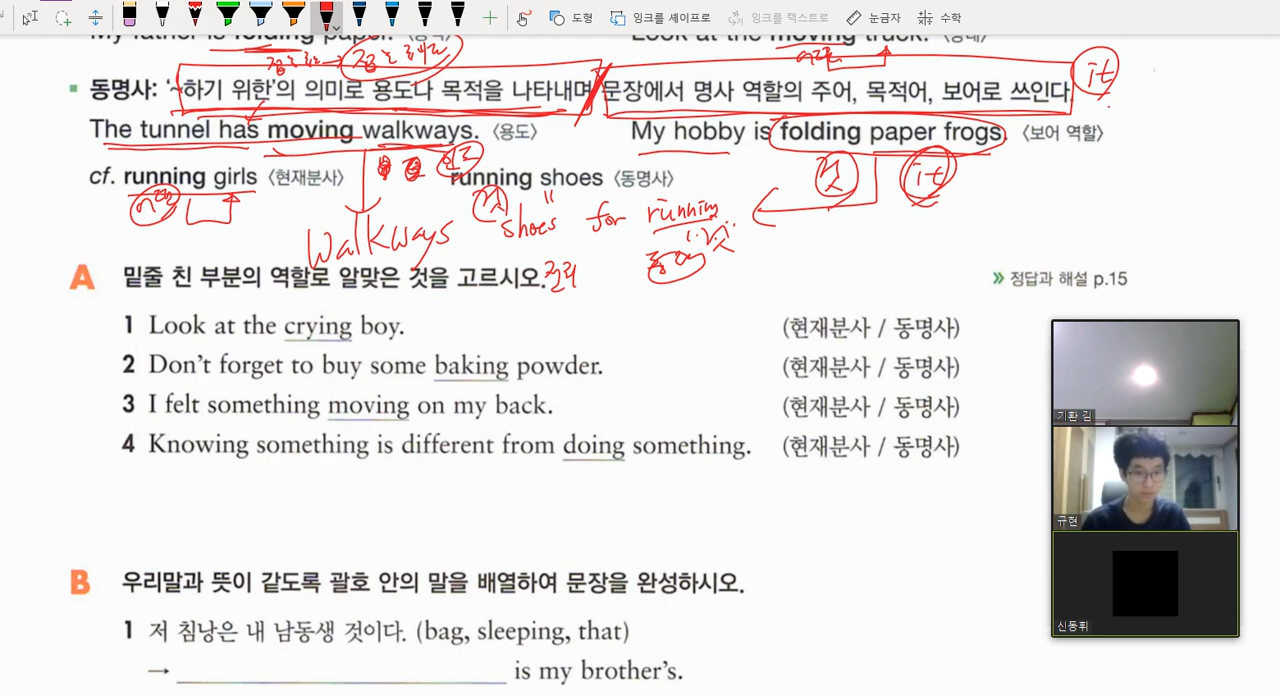 도형 잉크를 셰이프로 잉크를 텍스트로 눈금자 수학
My father is folding paper. Look at the moving truck.
동명사: '~하기 위한'의 의미로 용도나 목적을 나타내며 문장에서 명사 역할의 주어, 목적어, 보어로 쓰인다.
it
The tunnel has moving walkways. 〈용도〉 My hobby is folding paper frogs. 〈보어 역할〉
cf. running girls 〈현재분사〉 running shoes 〈동명사〉
것 it
walkways shoes for running
A 밑줄 친 부분의 역할로 알맞은 것을 고르시오.
» 정답과 해설 p.15
1 Look at the crying boy. (현재분사 / 동명사)
2 Don't forget to buy some baking powder. (현재분사 / 동명사)
3 I felt something moving on my back. (현재분사 / 동명사)
4 Knowing something is different from doing something. (현재분사 / 동명사)
기환 김
규현
신동휘
B 우리말과 뜻이 같도록 괄호 안의 말을 배열하여 문장을 완성하시오.
1 저 침낭은 내 남동생 것이다. (bag, sleeping, that)
→ is my brother's.